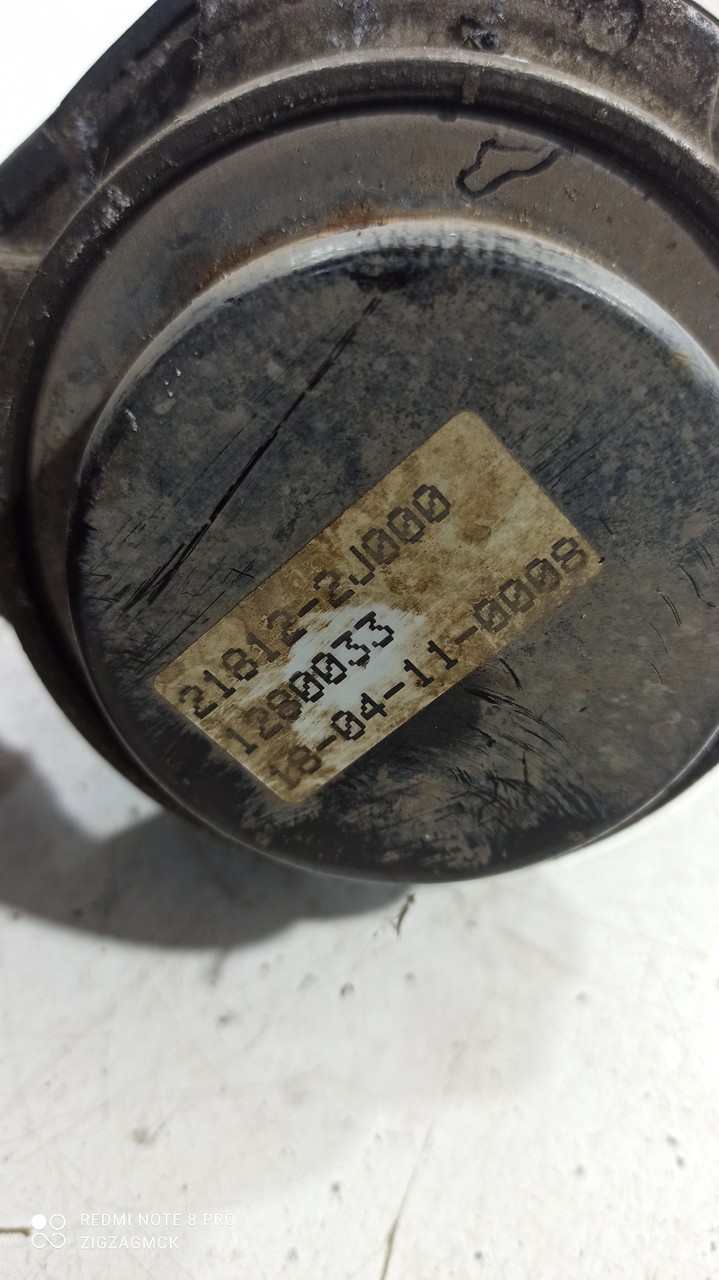 21812-2J000
1280033
18-04-11-0008
REDMI NOTE 8 PRO
ZIGZAGMCK